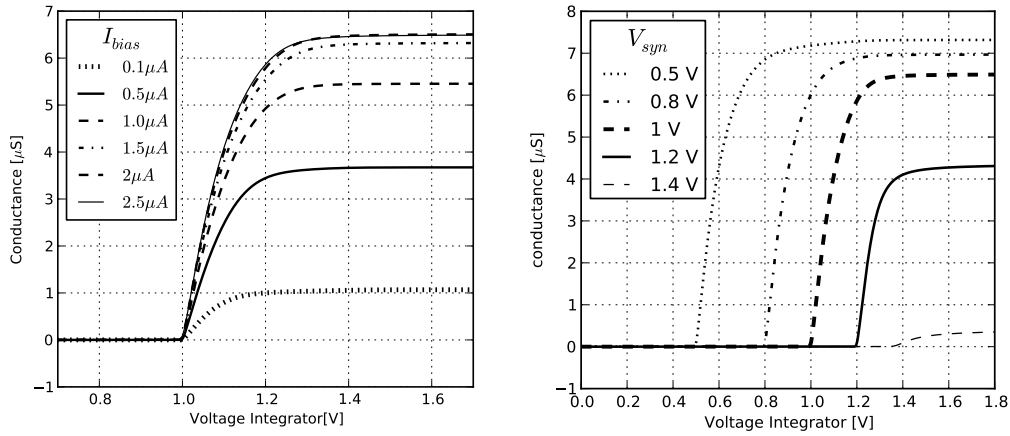 7
6
5
4
3
2
1
0
−1
Conductance [μS]
I_bias
0.1μA
0.5μA
1.0μA
1.5μA
2μA
2.5μA
0.8
1.0
1.2
1.4
1.6
Voltage Integrator[V]
8
7
6
5
4
3
2
1
0
−1
conductance [μS]
V_syn
0.5 V
0.8 V
1 V
1.2 V
1.4 V
0.0
0.2
0.4
0.6
0.8
1.0
1.2
1.4
1.6
1.8
Voltage Integrator [V]